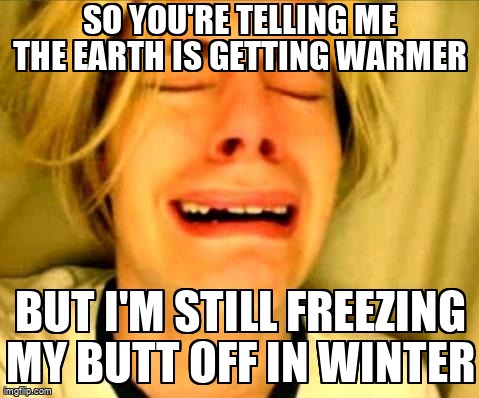 SO YOU'RE TELLING ME
THE EARTH IS GETTING WARMER
BUT I'M STILL FREEZING
MY BUTT OFF IN WINTER
imgflip.com